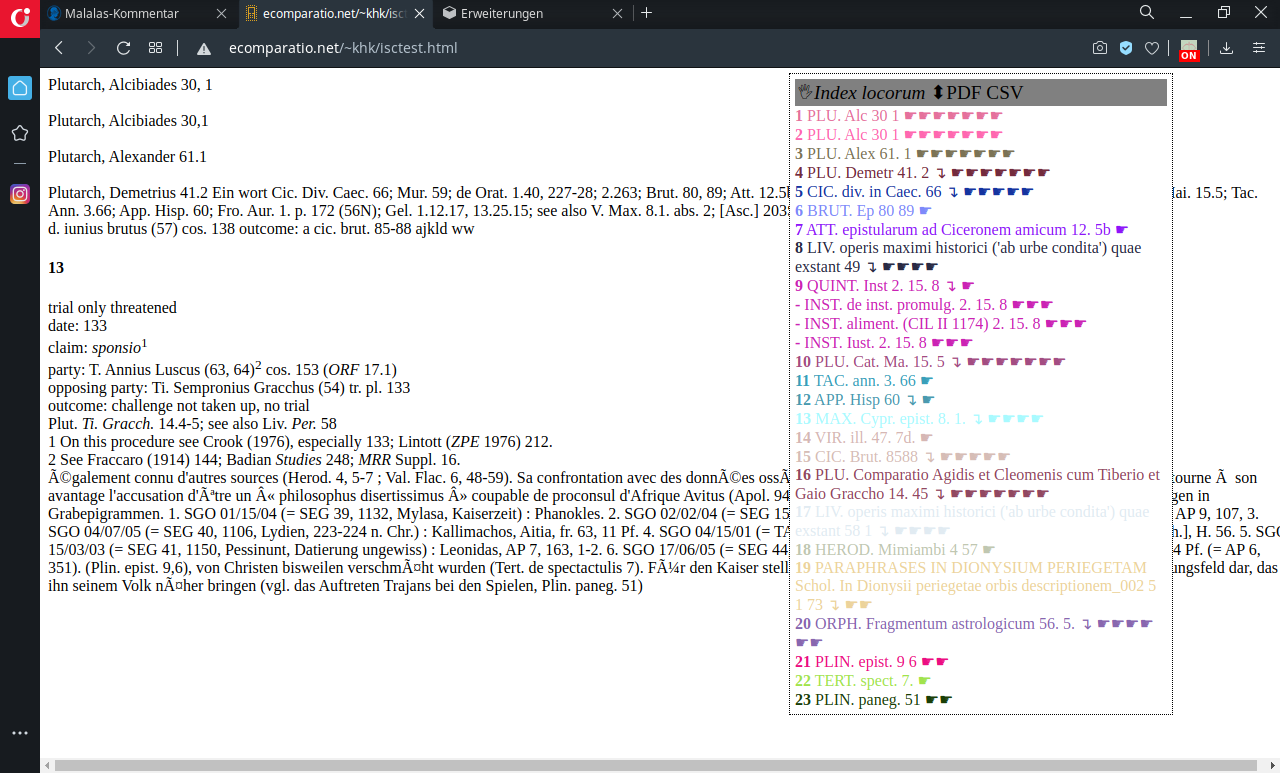 Malalas-Kommentar
ecomparatio.net/~khk/isct
Erweiterungen
ecomparatio.net/~khk/isctest.html
ON
Plutarch, Alcibiades 30, 1
Plutarch, Alcibiades 30,1
Plutarch, Alexander 61.1
Plutarch, Demetrius 41.2 Ein wort Cic. Div. Caec. 66; Mur. 59; de Orat. 1.40, 227-28; 2.263; Brut. 80, 89; Att. 12.5b
15.5; Tac.
Ann. 3.66; App. Hisp. 60; Fro. Aur. 1. p. 172 (56N); Gel. 1.12.17, 13.25.15; see also V. Max. 8.1. abs. 2; [Asc.] 203
d. iunius brutus (57) cos. 138 outcome: a cic. brut. 85-88 ajkld ww
13
trial only threatened
date: 133
claim: sponsio1
party: T. Annius Luscus (63, 64)2 cos. 153 (ORF 17.1)
opposing party: Ti. Sempronius Gracchus (54) tr. pl. 133
outcome: challenge not taken up, no trial
Plut. Ti. Gracch. 14.4-5; see also Liv. Per. 58
1 On this procedure see Crook (1976), especially 133; Lintott (ZPE 1976) 212.
2 See Fraccaro (1914) 144; Badian Studies 248; MRR Suppl. 16.
Ã©galement connu d'autres sources (Herod. 4, 5-7 ; Val. Flac. 6, 48-59). Sa confrontation avec des donnÃ©es ossÃ
tourne Ã son
avantage l'accusation d'Ãªtre un Â« philosophus disertissimus Â» coupable de proconsul d'Afrique Avitus (Apol. 94
gen in
Grabepigrammen. 1. SGO 01/15/04 (= SEG 39, 1132, Mylasa, Kaiserzeit) : Phanokles. 2. SGO 02/02/04 (= SEG 15
AP 9, 107, 3.
SGO 04/07/05 (= SEG 40, 1106, Lydien, 223-224 n. Chr.) : Kallimachos, Aitia, fr. 63, 11 Pf. 4. SGO 04/15/01 (= TA
h.], H. 56. 5. SGO
15/03/03 (= SEG 41, 1150, Pessinunt, Datierung ungewiss) : Leonidas, AP 7, 163, 1-2. 6. SGO 17/06/05 (= SEG 44
4 Pf. (= AP 6,
351). (Plin. epist. 9,6), von Christen bisweilen verschmÃ¤ht wurden (Tert. de spectactulis 7). FÃ¼r den Kaiser stell
ungsfeld dar, das
ihn seinem Volk nÃ¤her bringen (vgl. das Auftreten Trajans bei den Spielen, Plin. paneg. 51)
Index locorum ⬍PDF CSV
1 PLU. Alc 30 1 ☛☛☛☛☛☛☛
2 PLU. Alc 30 1 ☛☛☛☛☛☛☛
3 PLU. Alex 61. 1 ☛☛☛☛☛☛☛
4 PLU. Demetr 41. 2 ↴ ☛☛☛☛☛☛☛
5 CIC. div. in Caec. 66 ↴ ☛☛☛☛☛
6 BRUT. Ep 80 89 ☛
7 ATT. epistularum ad Ciceronem amicum 12. 5b ☛
8 LIV. operis maximi historici ('ab urbe condita') quae
exstant 49 ↴ ☛☛☛☛
9 QUINT. Inst 2. 15. 8 ↴ ☛
- INST. de inst. promulg. 2. 15. 8 ☛☛☛
- INST. aliment. (CIL II 1174) 2. 15. 8 ☛☛☛
- INST. Iust. 2. 15. 8 ☛☛☛
10 PLU. Cat. Ma. 15. 5 ↴ ☛☛☛☛☛☛☛
11 TAC. ann. 3. 66 ☛
12 APP. Hisp 60 ↴ ☛
13 MAX. Cypr. epist. 8. 1. ↴ ☛☛☛☛
14 VIR. ill. 47. 7d. ☛
15 CIC. Brut. 8588 ↴ ☛☛☛☛☛
16 PLU. Comparatio Agidis et Cleomenis cum Tiberio et
Gaio Graccho 14. 45 ↴ ☛☛☛☛☛☛☛
17 LIV. operis maximi historici ('ab urbe condita') quae
exstant 58 1 ↴ ☛☛☛☛
18 HEROD. Mimiambi 4 57 ☛
19 PARAPHRASES IN DIONYSIUM PERIEGETAM
Schol. In Dionysii periegetae orbis descriptionem_002 5
1 73 ↴ ☛☛
20 ORPH. Fragmentum astrologicum 56. 5. ↴ ☛☛☛☛
☛☛
21 PLIN. epist. 9 6 ☛☛
22 TERT. spect. 7. ☛
23 PLIN. paneg. 51 ☛☛